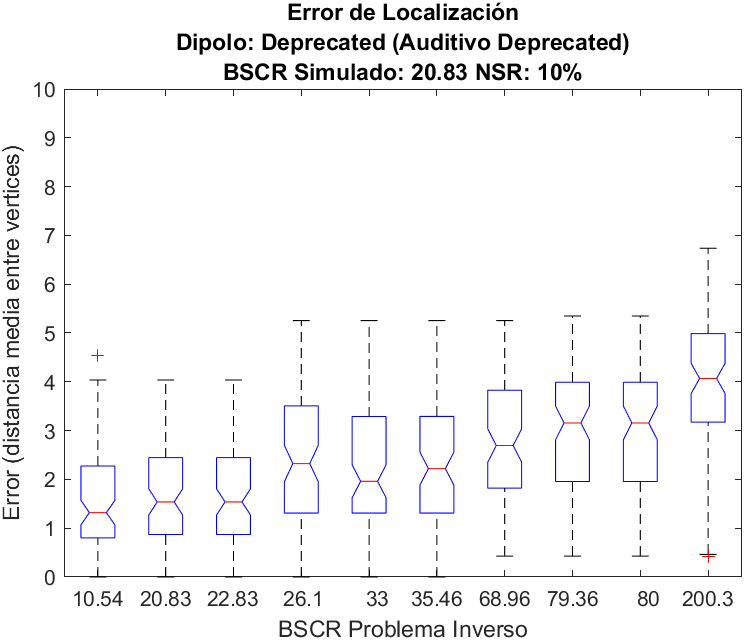 Error de Localización
Dipolo: Deprecated (Auditivo Deprecated)
BSCR Simulado: 20.83 NSR: 10%
Error (distancia media entre vertices)
10
9
8
7
6
5
4
3
2
1
0
10.54 20.83 22.83 26.1 33 35.46 68.96 79.36 80 200.3
BSCR Problema Inverso